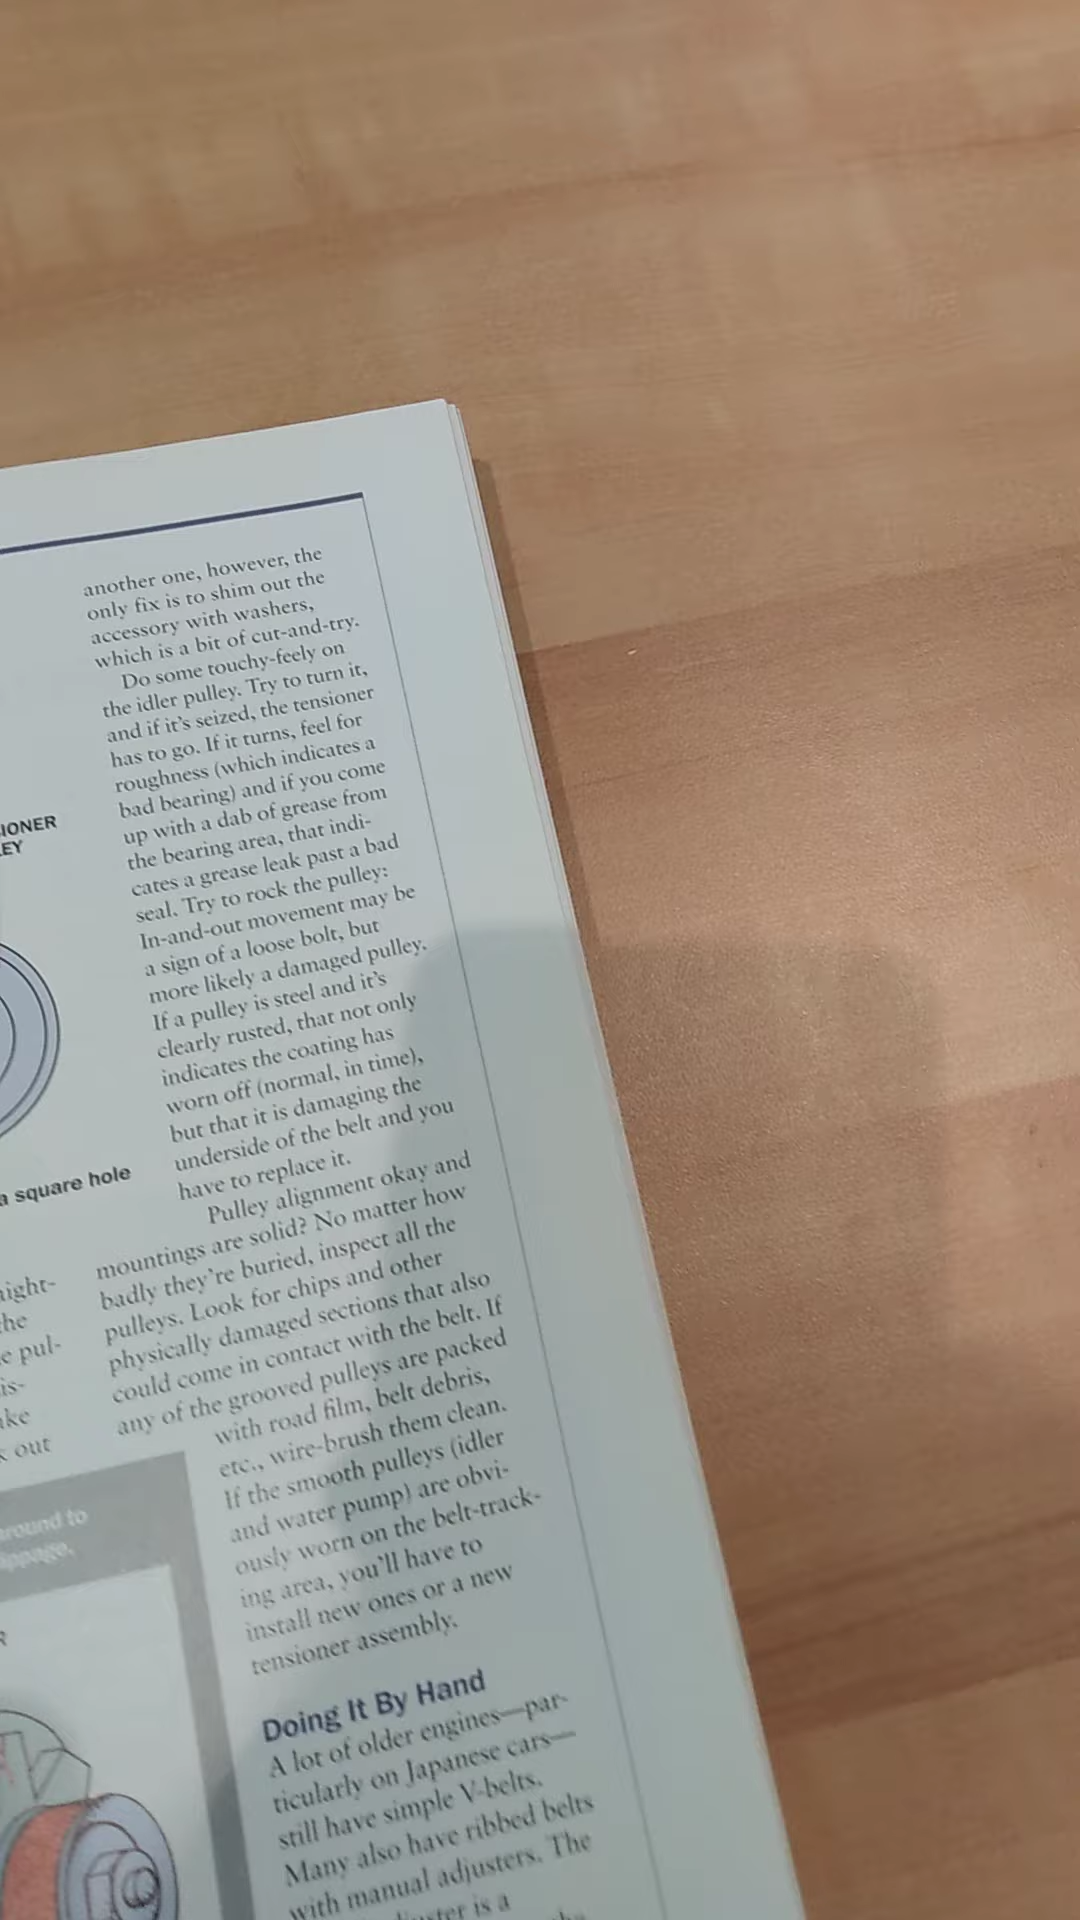 another one, however, the
only fix is to shim out the
accessory with washers,
which is a bit of cut-and-try.
Do some touchy-feely on
the idler pulley. Try to turn it,
and if it's seized, the tensioner
has to go. If it turns, feel for
roughness (which indicates a
bad bearing) and if you come
up with a dab of grease from
the bearing area, that indi-
cates a grease leak past a bad
seal. Try to rock the pulley:
In-and-out movement may be
a sign of a loose bolt, but
more likely a damaged pulley.
If a pulley is steel and it's
clearly rusted, that not only
indicates the coating has
worn off (normal, in time),
but that it is damaging the
underside of the belt and you
have to replace it.
Pulley alignment okay and
mountings are solid? No matter how
badly they're buried, inspect all the
pulleys. Look for chips and other
physically damaged sections that also
could come in contact with the belt. If
any of the grooved pulleys are packed
with road film, belt debris,
etc., wire-brush them clean.
If the smooth pulleys (idler
and water pump) are obvi-
ously worn on the belt-track-
ing area, you'll have to
install new ones or a new
tensioner assembly.
Doing It By Hand
A lot of older engines—par-
ticularly on Japanese cars—
still have simple V-belts.
Many also have ribbed belts
with manual adjusters. The
is a
IONER
EY
a square hole
ight-
he
e pul-
is-
ake
out
around to
ippage.
R